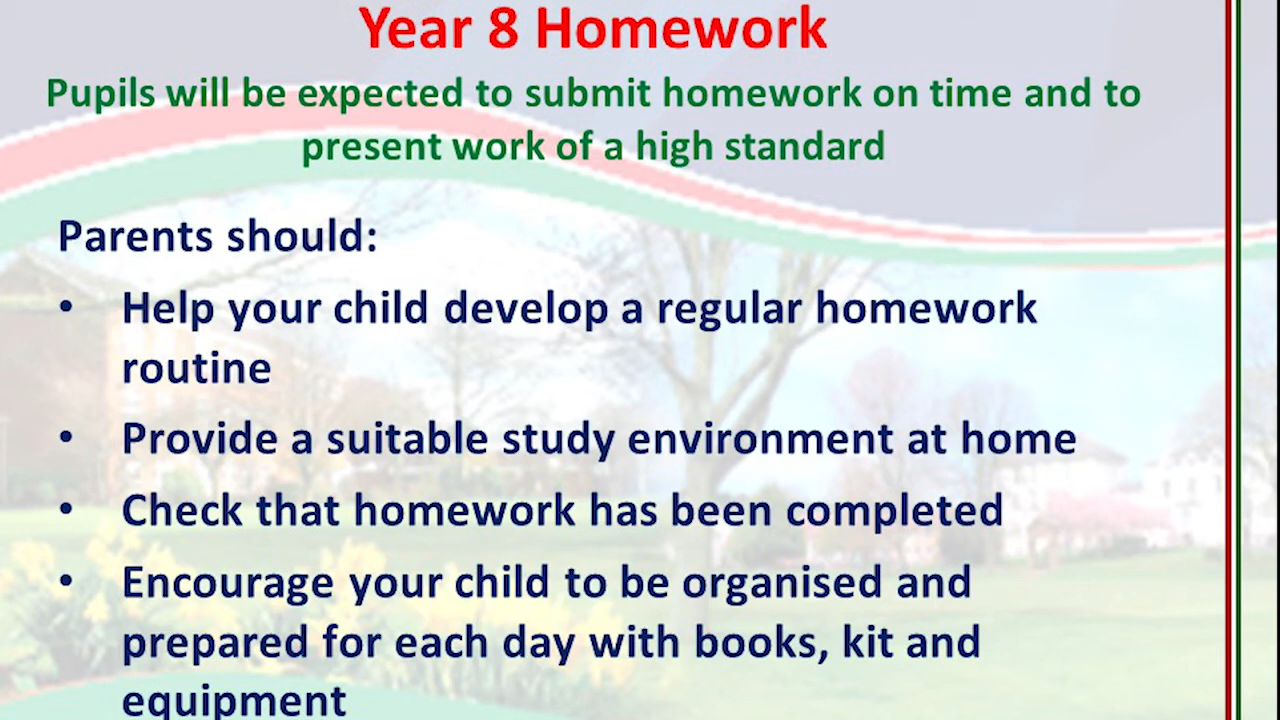 Year 8 Homework
Pupils will be expected to submit homework on time and to
present work of a high standard
Parents should:
• Help your child develop a regular homework
routine
• Provide a suitable study environment at home
• Check that homework has been completed
• Encourage your child to be organised and
prepared for each day with books, kit and
equipment